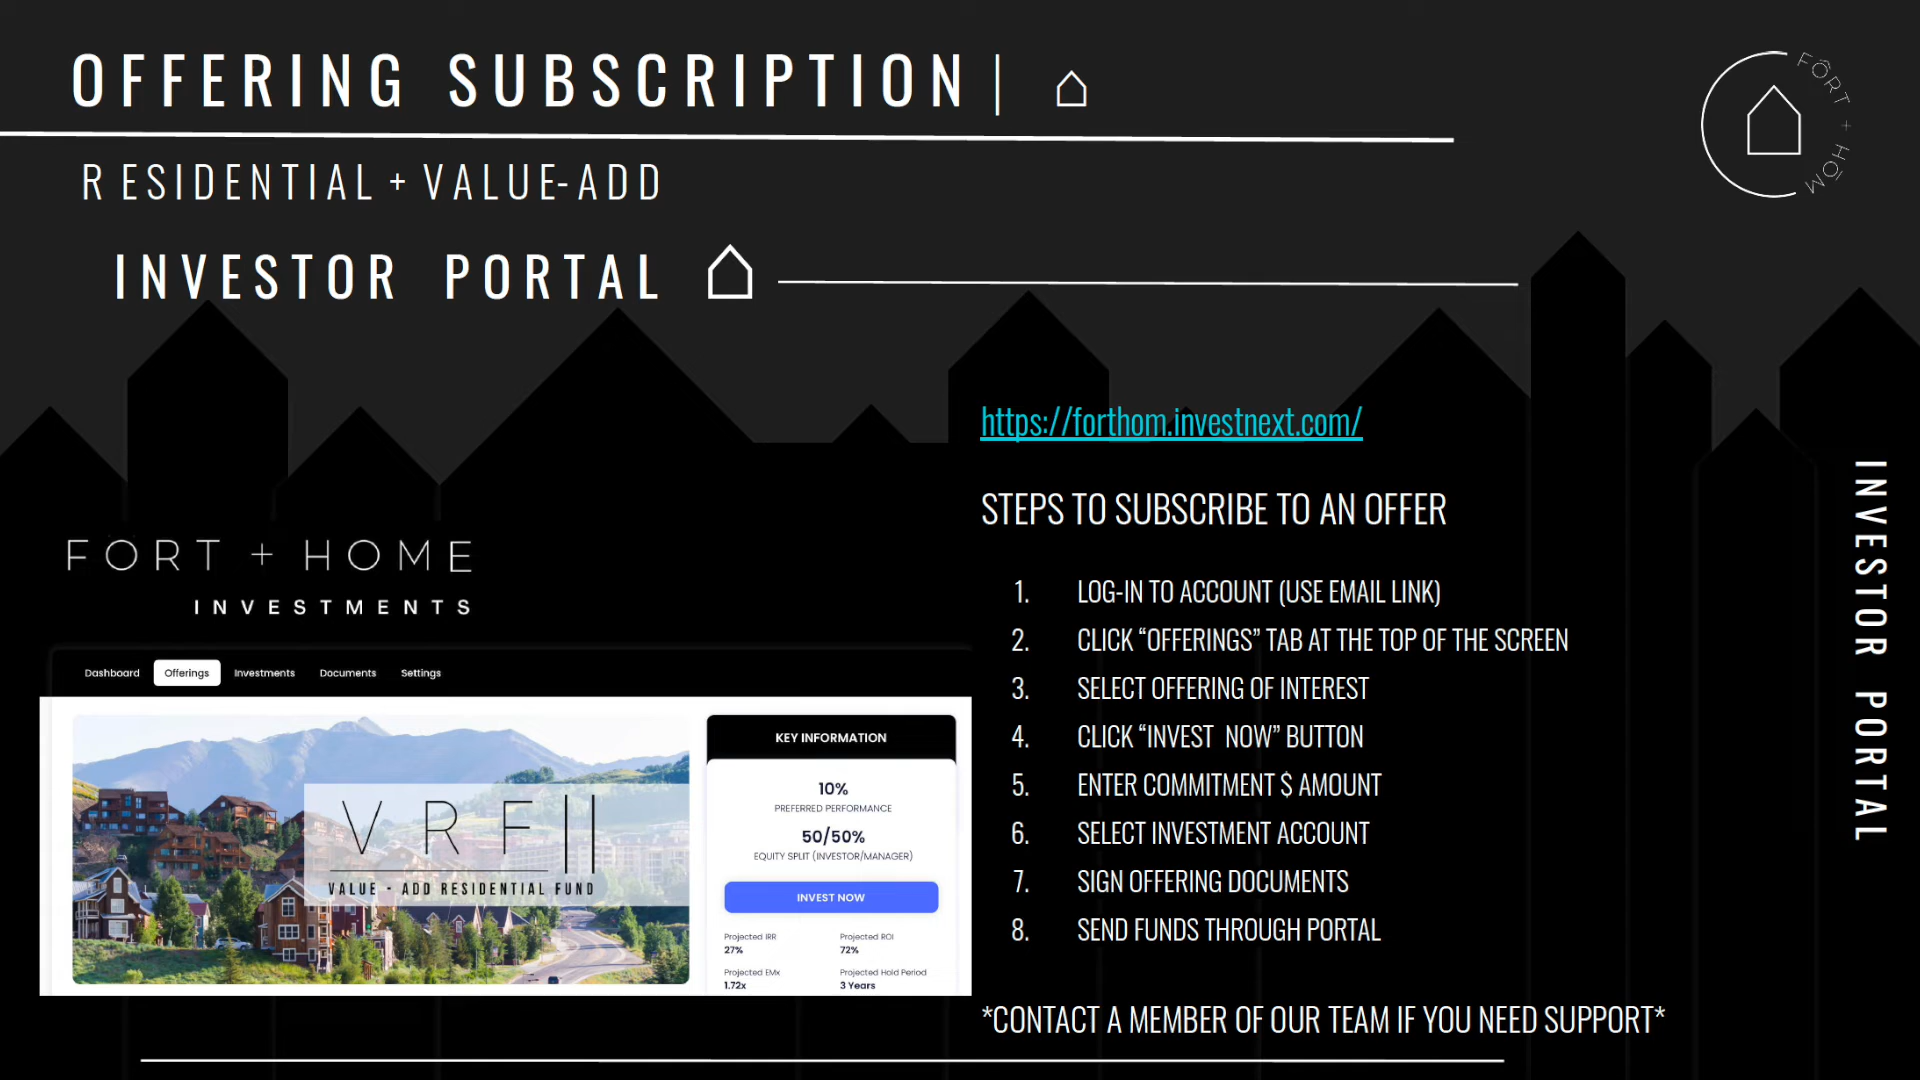 OFFERING SUBSCRIPTION|
FÔRT + HŌM
RESIDENTIAL + VALUE-ADD
INVESTOR PORTAL
https://forthom.investnext.com/
STEPS TO SUBSCRIBE TO AN OFFER
1. LOG-IN TO ACCOUNT (USE EMAIL LINK)
2. CLICK “OFFERINGS” TAB AT THE TOP OF THE SCREEN
3. SELECT OFFERING OF INTEREST
4. CLICK “INVEST NOW” BUTTON
5. ENTER COMMITMENT $ AMOUNT
6. SELECT INVESTMENT ACCOUNT
7. SIGN OFFERING DOCUMENTS
8. SEND FUNDS THROUGH PORTAL
*CONTACT A MEMBER OF OUR TEAM IF YOU NEED SUPPORT*
FORT + HOME
INVESTMENTS
Dashboard Offerings Investments Documents Settings
VRF||
VALUE - ADD RESIDENTIAL FUND
KEY INFORMATION
10%
PREFERRED PERFORMANCE
50/50%
EQUITY SPLIT (INVESTOR/MANAGER)
INVEST NOW
Projected IRR Projected ROI
27% 72%
Projected EMx Projected Hold Period
1.72x 3 Years
INVESTOR PORTAL